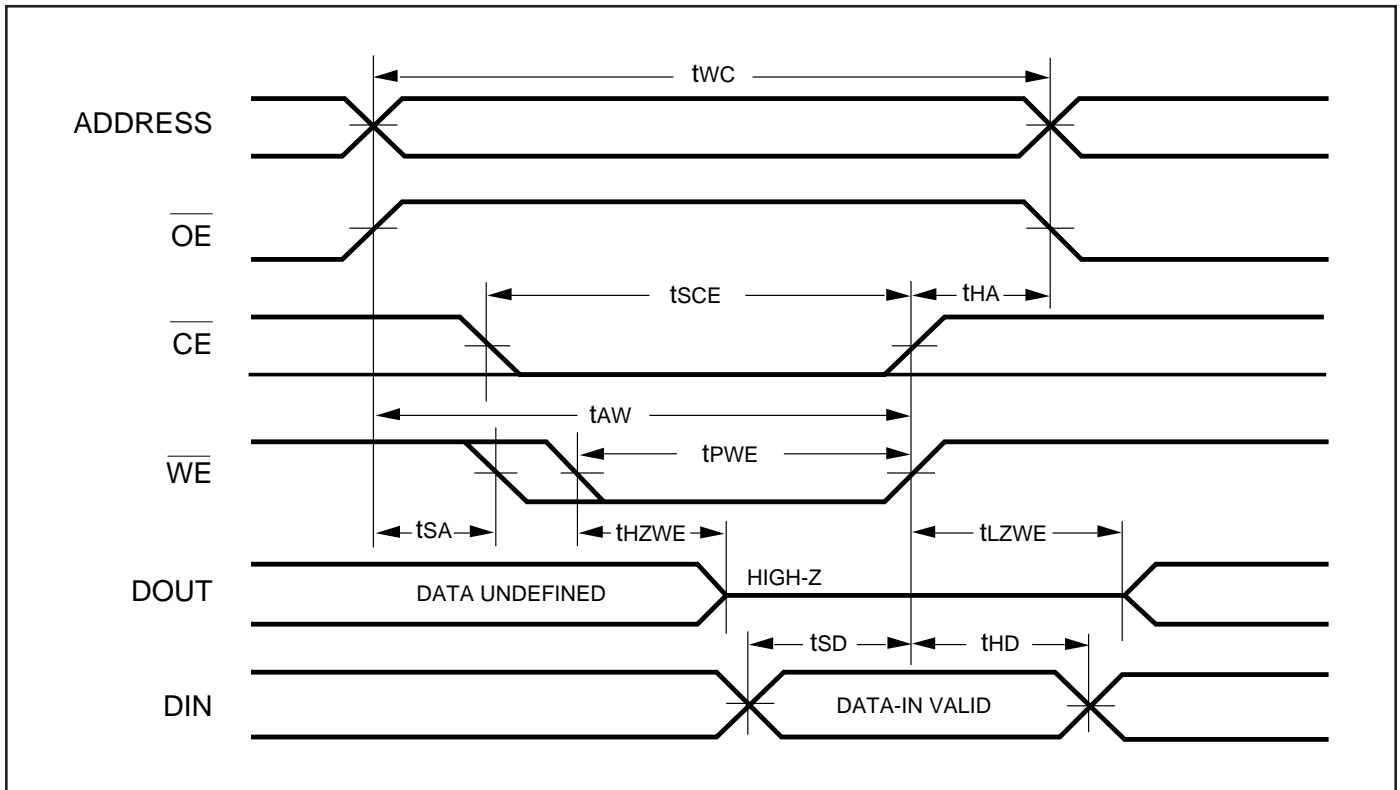 tWC
ADDRESS
OE
tSCE
tHA
CE
tAW
tPWE
WE
tSA
tHZWE
tLZWE
DOUT
DATA UNDEFINED
HIGH-Z
tSD
tHD
DIN
DATA-IN VALID